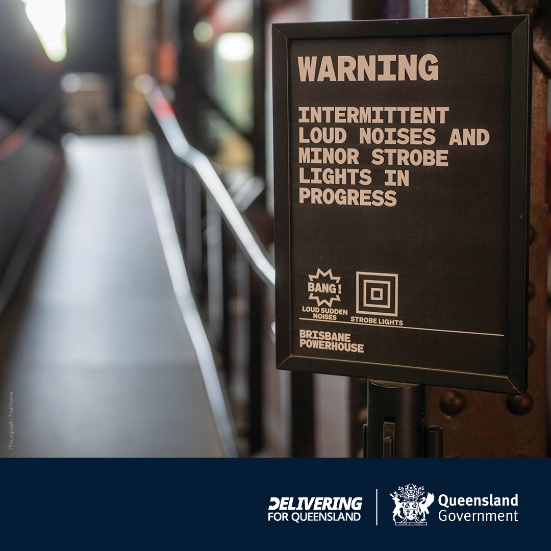 WARNING
INTERMITTENT
LOUD NOISES AND
MINOR STROBE
LIGHTS IN
PROGRESS
BANG!
LOUD SUDDEN
NOISES
STROBE LIGHTS
BRISBANE
POWERHOUSE
DELIVERING
FOR QUEENSLAND
Queensland
Government